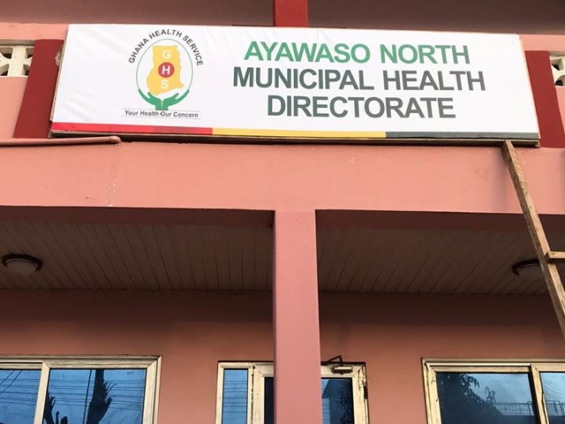 GHANA HEALTH SERVICE
G
H
S
Your Health-Our Concern
AYAWASO NORTH
MUNICIPAL HEALTH
DIRECTORATE